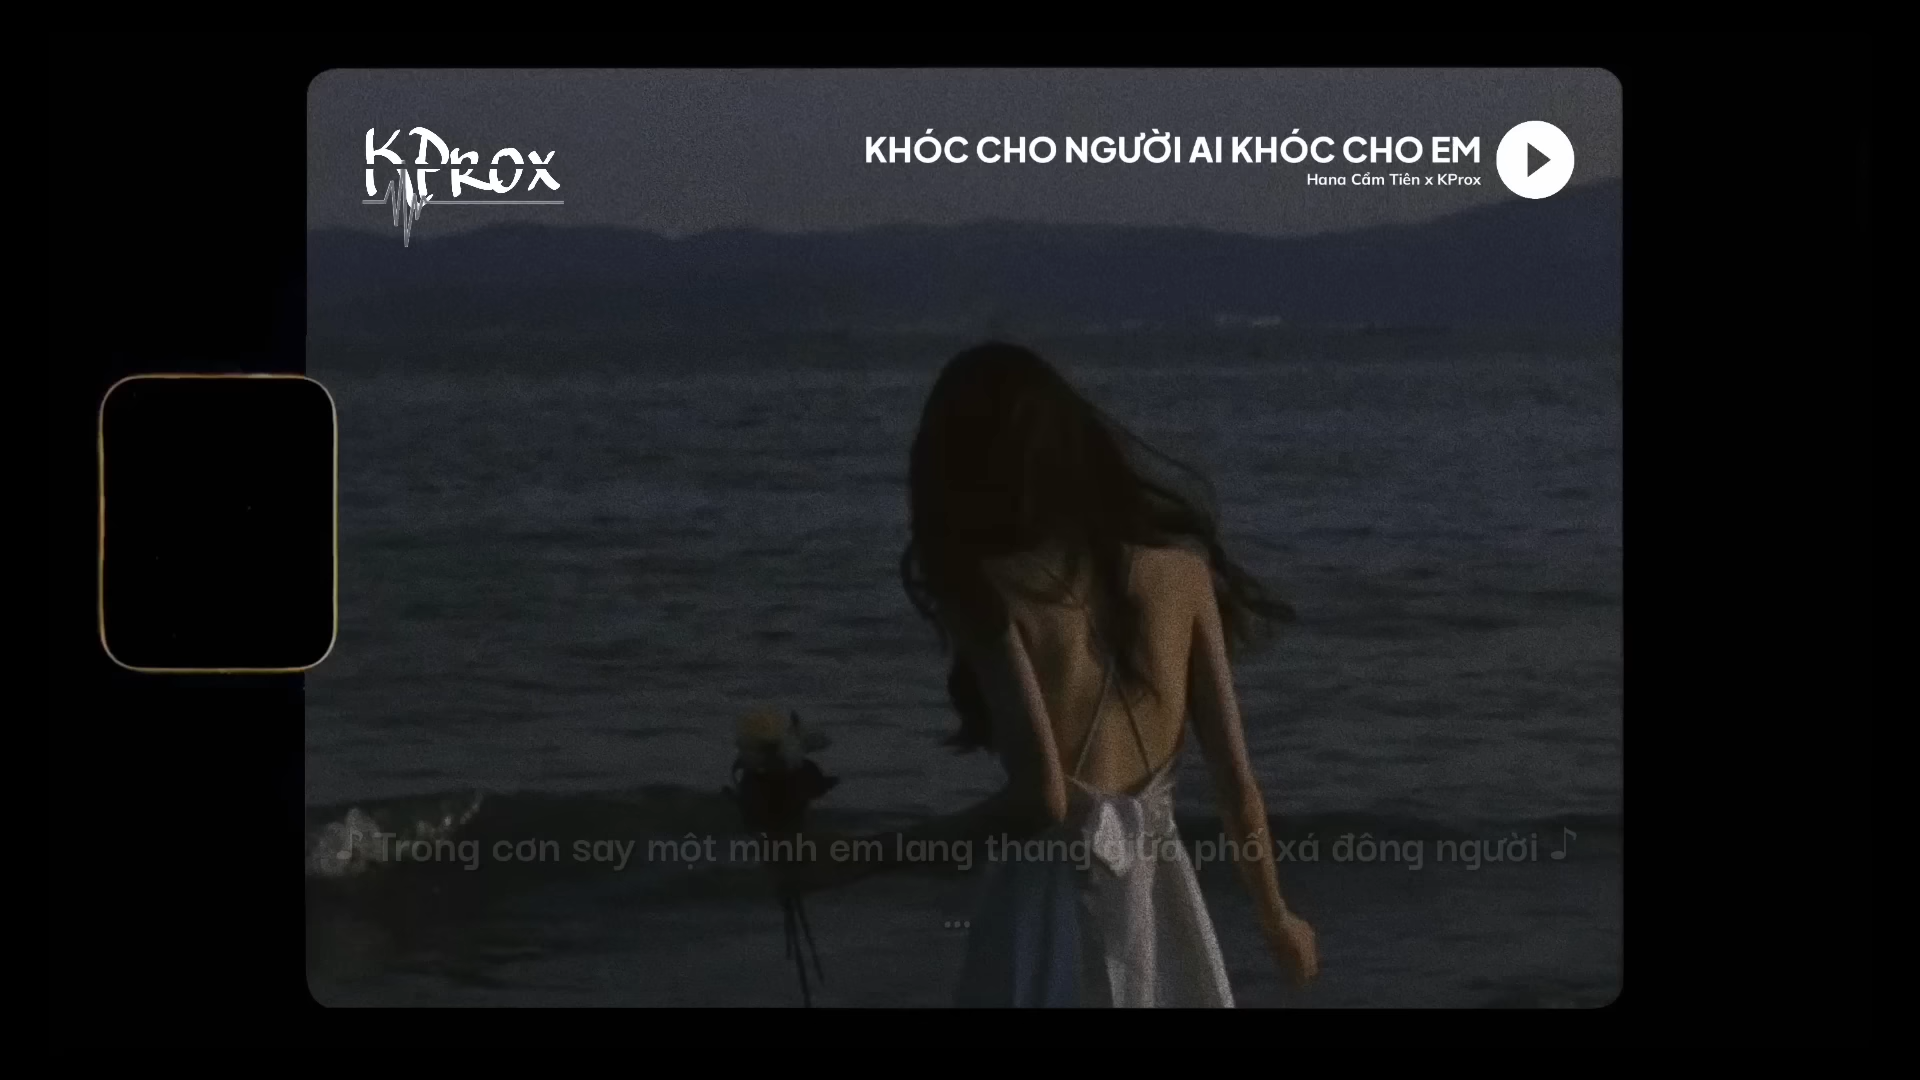 KProx
KHÓC CHO NGƯỜI AI KHÓC CHO EM
Hana Cẩm Tiên x KProx
♪ Trong cơn say một mình em lang thang giữa phố xá đông người ♪
...